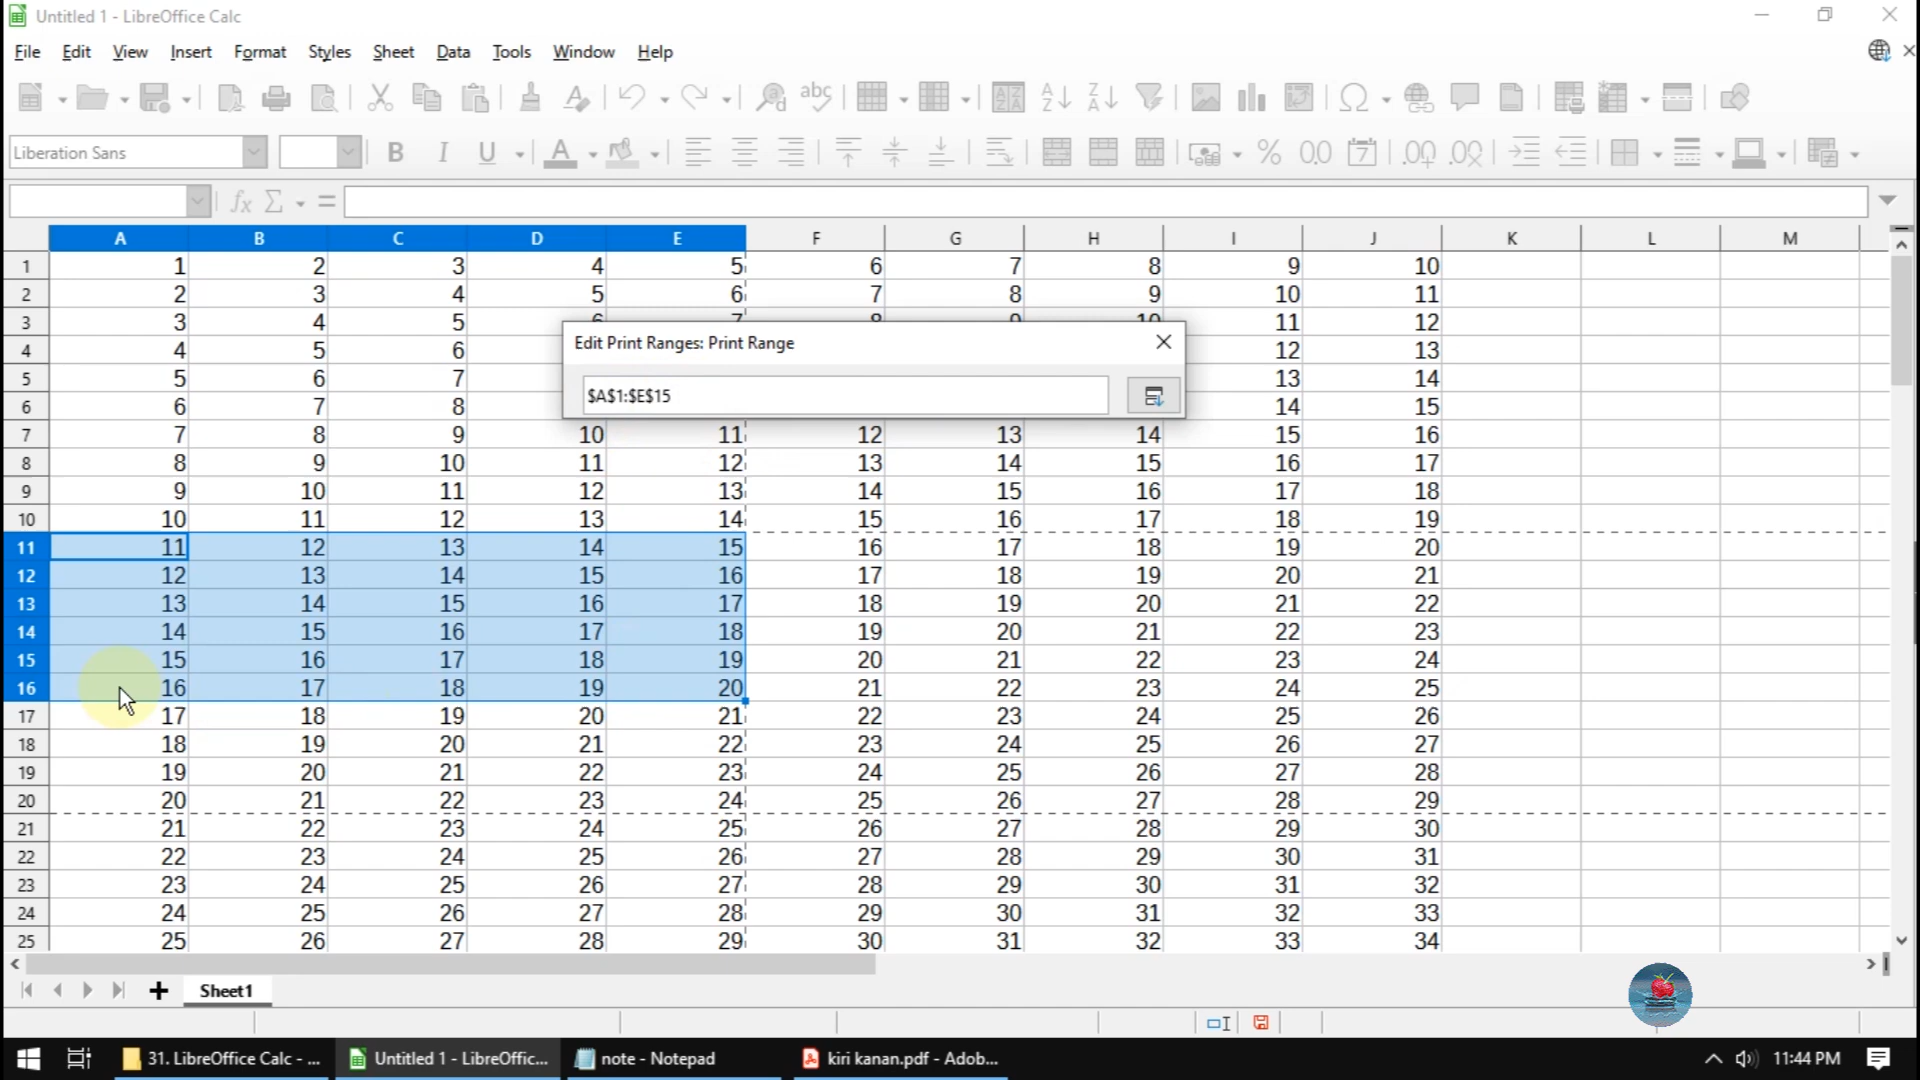 Untitled 1 - LibreOffice Calc
File Edit View Insert Format Styles Sheet Data Tools Window Help
Liberation Sans
A B C D E F G H I J K L M
1 1 2 3 4 5 6 7 8 9 10
2 2 3 4 5 6 7 8 9 10 11
3 3 4 5 11 12
Edit Print Ranges: Print Range
4 4 5 6 12 13
5 5 6 7 13 14
$A$1:$E$15
6 6 7 8 14 15
7 7 8 9 10 11 12 13 14 15 16
8 8 9 10 11 12 13 14 15 16 17
9 9 10 11 12 13 14 15 16 17 18
10 10 11 12 13 14 15 16 17 18 19
11 11 12 13 14 15 16 17 18 19 20
12 12 13 14 15 16 17 18 19 20 21
13 13 14 15 16 17 18 19 20 21 22
14 14 15 16 17 18 19 20 21 22 23
15 15 16 17 18 19 20 21 22 23 24
16 16 17 18 19 20 21 22 23 24 25
17 17 18 19 20 21 22 23 24 25 26
18 18 19 20 21 22 23 24 25 26 27
19 19 20 21 22 23 24 25 26 27 28
20 20 21 22 23 24 25 26 27 28 29
21 21 22 23 24 25 26 27 28 29 30
22 22 23 24 25 26 27 28 29 30 31
23 23 24 25 26 27 28 29 30 31 32
24 24 25 26 27 28 29 30 31 32 33
25 25 26 27 28 29 30 31 32 33 34
Sheet1
31. LibreOffice Calc - ... Untitled 1 - LibreOffic... note - Notepad kiri kanan.pdf - Adob... 11:44 PM